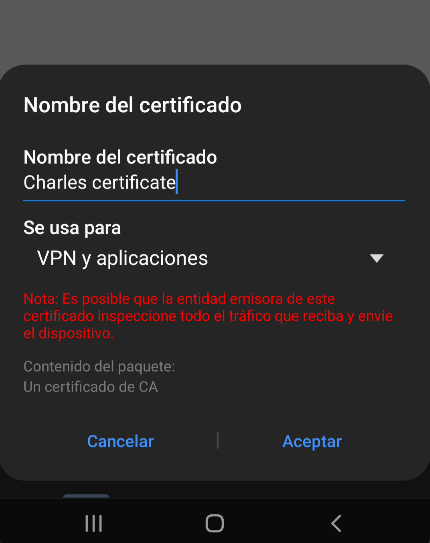 Nombre del certificado
Nombre del certificado
Charles certificate
Se usa para
VPN y aplicaciones
Nota: Es posible que la entidad emisora de este
certificado inspeccione todo el tráfico que reciba y envíe
el dispositivo.
Contenido del paquete:
Un certificado de CA
Cancelar
Aceptar